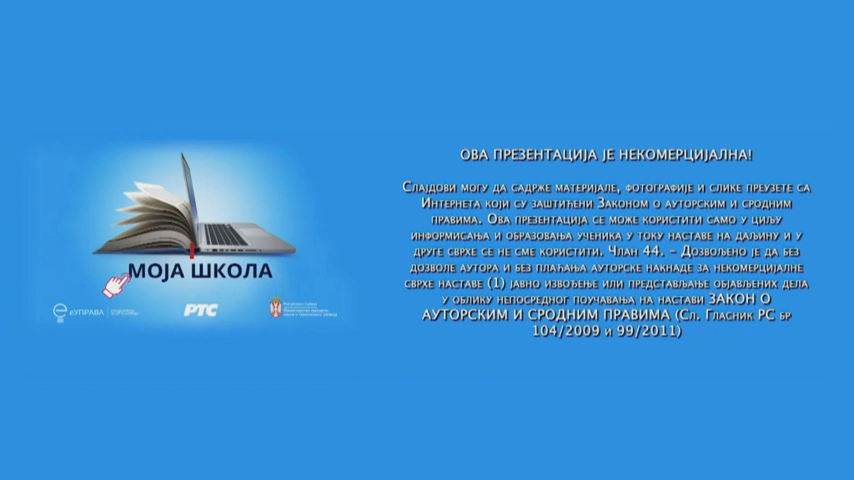 ОВА ПРЕЗЕНТАЦИЈА ЈЕ НЕКОМЕРЦИЈАЛНА!
Слајдови могу да садрже материјале, фотографије и слике преузете са
Интернета који су заштићени Законом о ауторским и сродним
правима. Ова презентација се може користити само у циљу
информисања и образовања ученика у току наставе на даљину и у
друге сврхе се не сме користити. Члан 44. – Дозвољено је да без
дозволе аутора и без плаћања ауторске накнаде за некомерцијалне
сврхе наставе (1) јавно извођење или представљање објављених дела
у облику непосредног поучавања на настави ЗАКОН О
АУТОРСКИМ И СРОДНИМ ПРАВИМА (Сл. Гласник РС бр
104/2009 и 99/2011)
МОЈА ШКОЛА
еУПРАВА
РТС
Република Србија